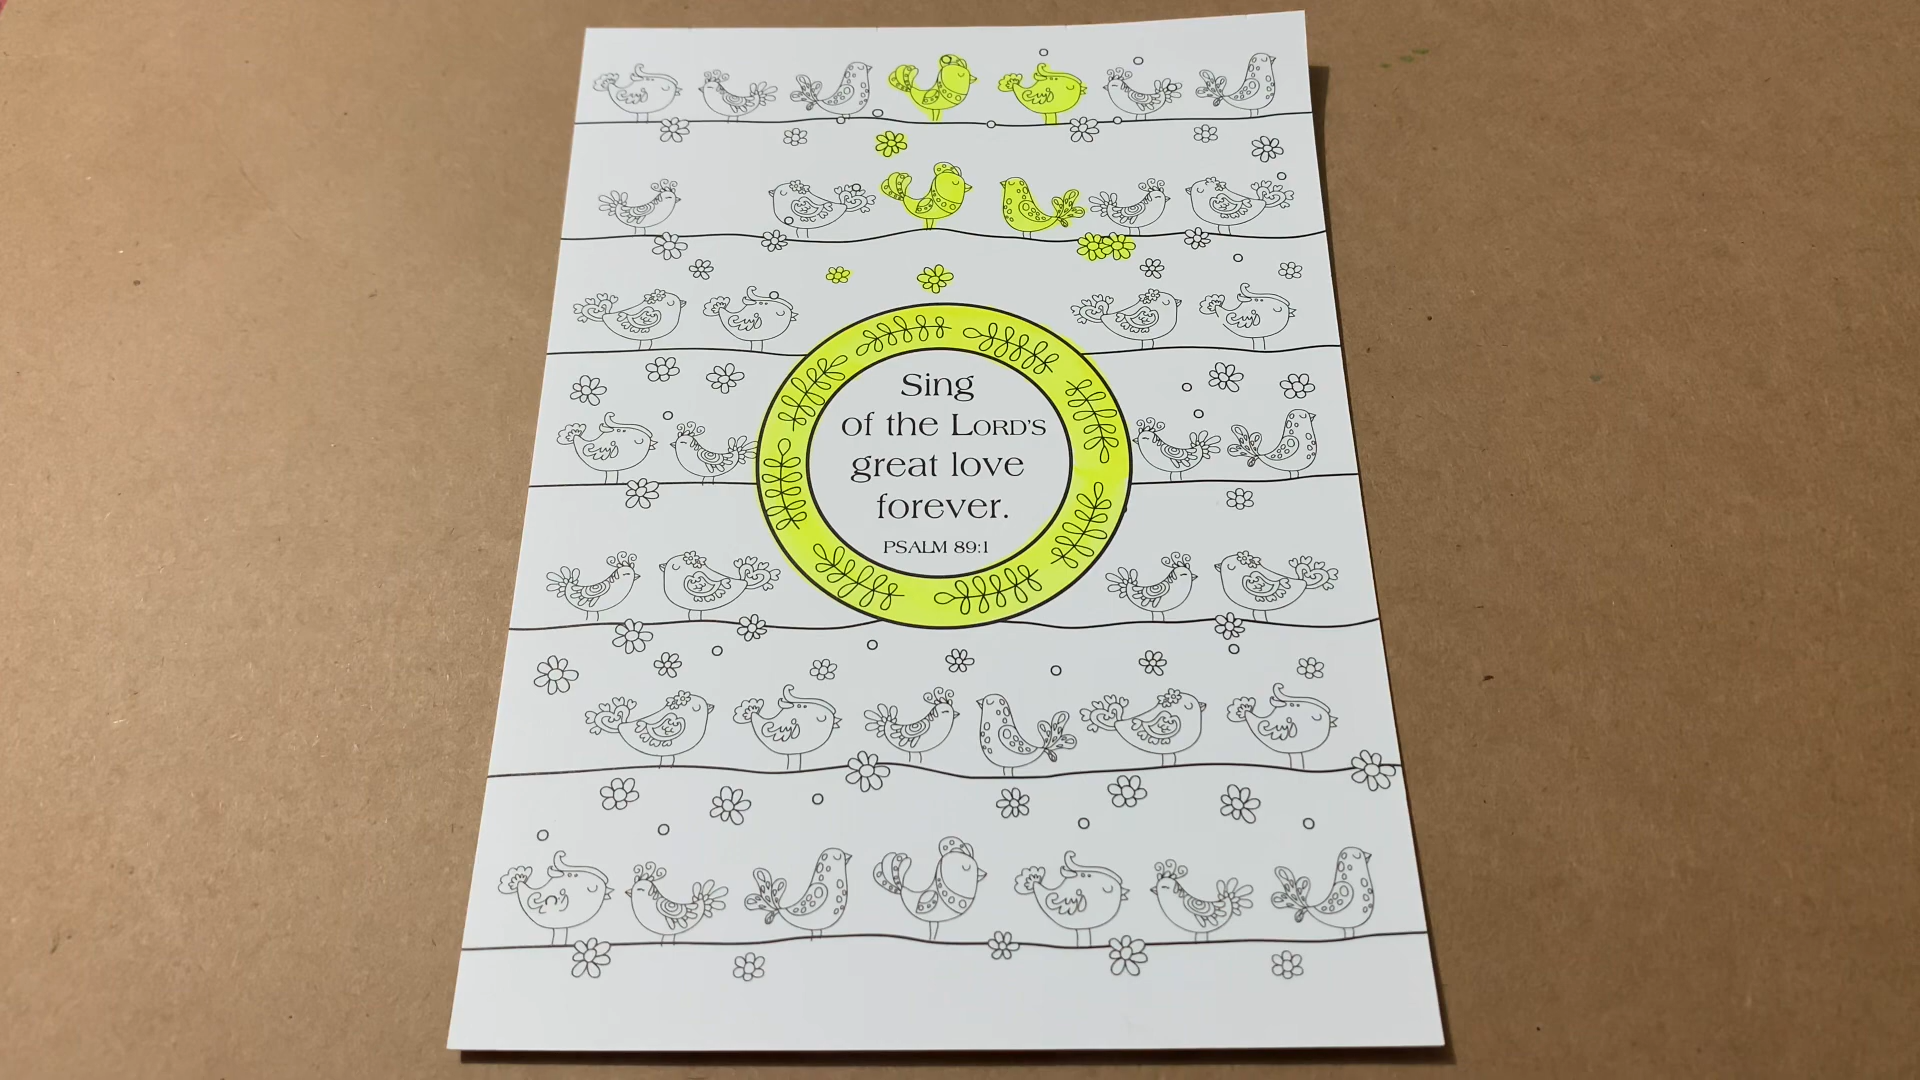 Sing
of the LORD'S
great love
forever.
PSALM 89:1